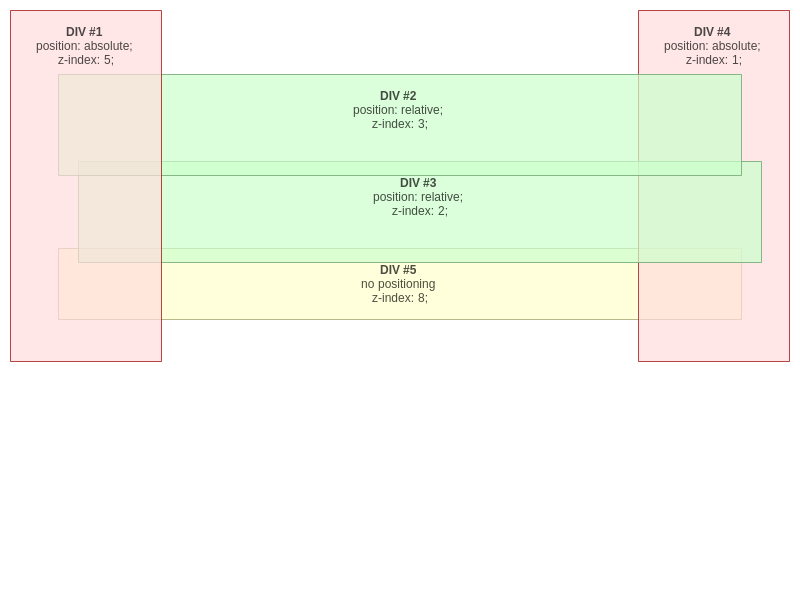 DIV #1
position: absolute;
z-index: 5;
DIV #4
position: absolute;
z-index: 1;
DIV #2
position: relative;
z-index: 3;
DIV #3
position: relative;
z-index: 2;
DIV #5
no positioning
z-index: 8;